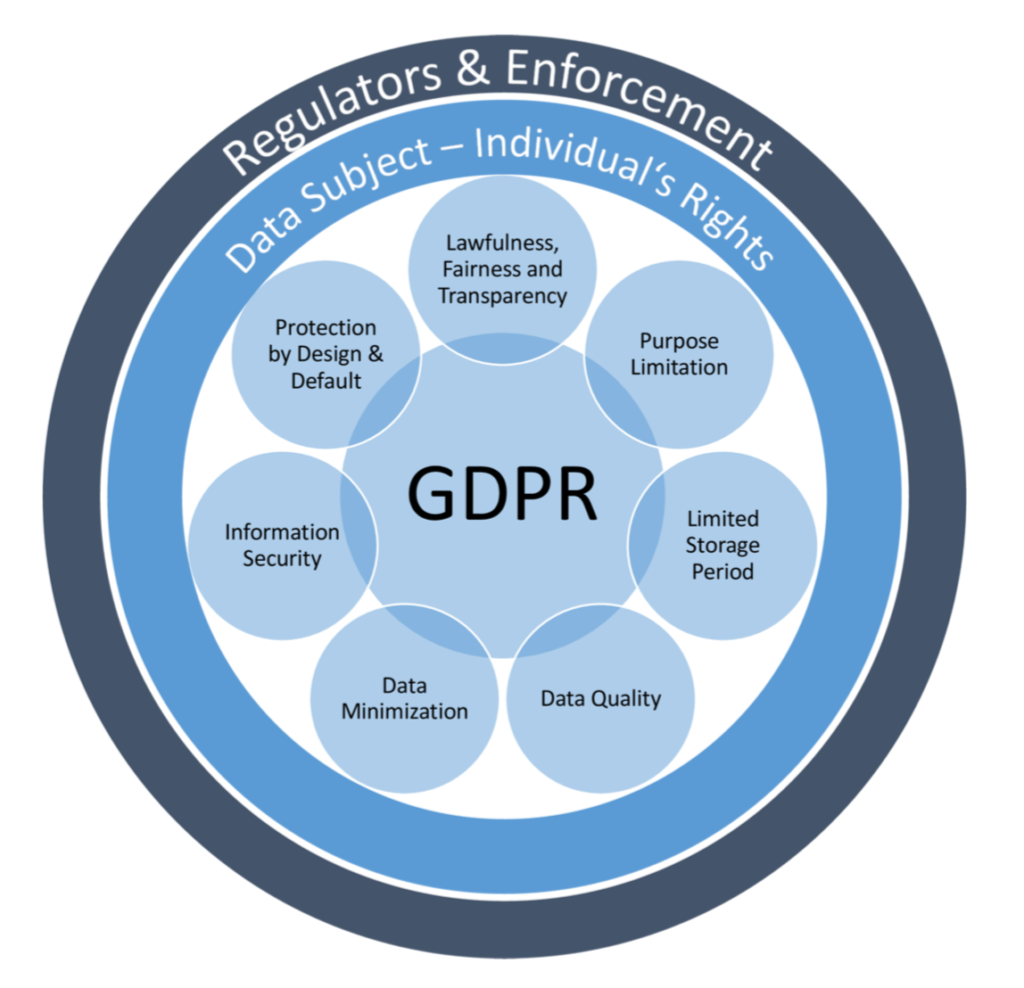 Regulators & Enforcement
Data Subject – Individual‘s Rights
Lawfulness,
Fairness and
Transparency
Protection
by Design &
Default
Purpose
Limitation
GDPR
Information
Security
Limited
Storage
Period
Data
Minimization
Data Quality